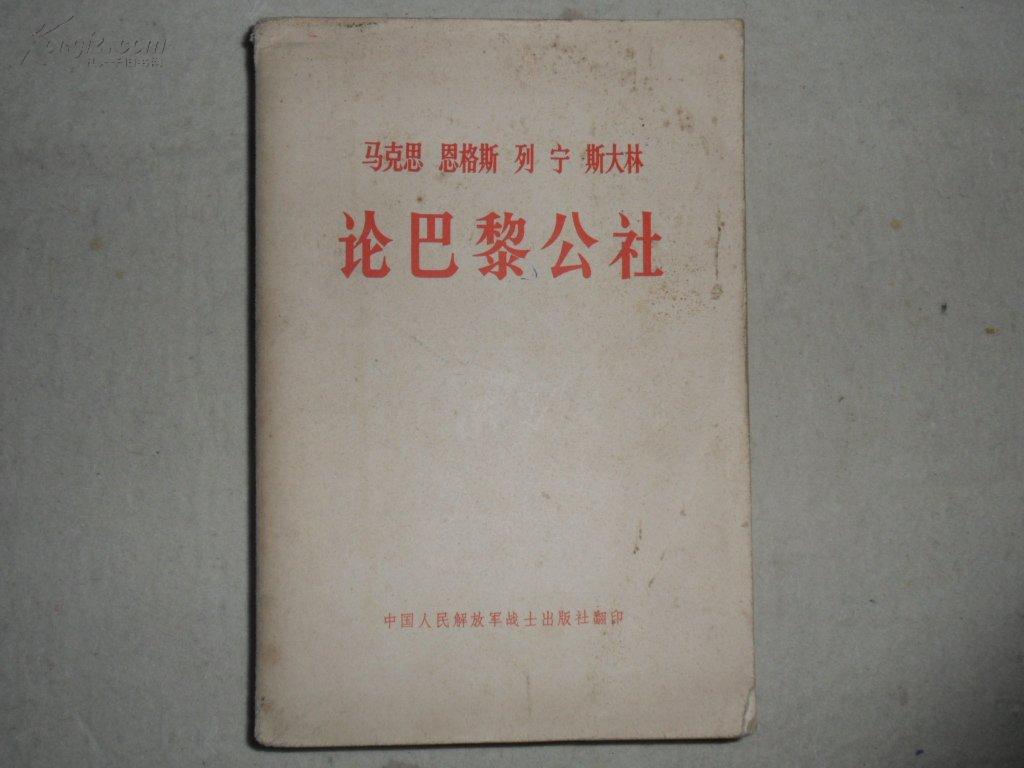 马克思 恩格斯 列宁 斯大林
论巴黎公社
中国人民解放军战士出版社翻印